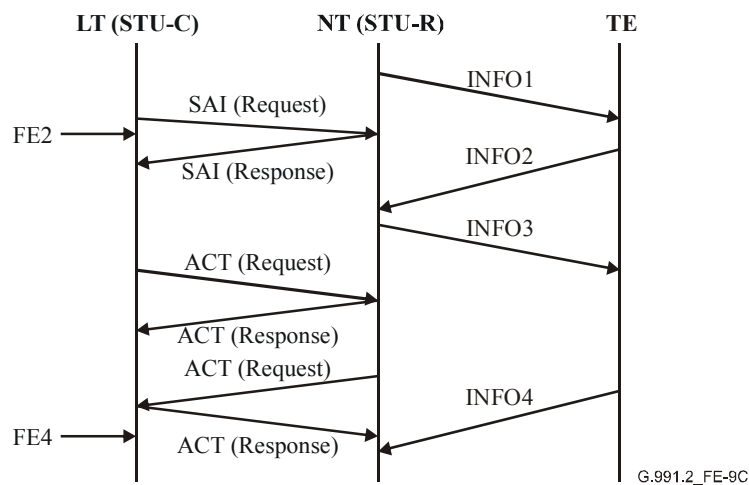 LT (STU-C) NT (STU-R) TE
INFO1
SAI (Request)
FE2
INFO2
SAI (Response)
INFO3
ACT (Request)
ACT (Response)
ACT (Request)
INFO4
FE4
ACT (Response)
G.991.2_FE-9C